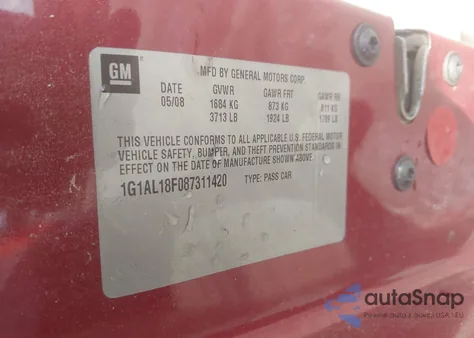 GM
MFD BY GENERAL MOTORS CORP.
DATE GVWR GAWR FRT GAWR RR
05/08 1684 KG 873 KG 811 KG
3713 LB 1924 LB 1789 LB
THIS VEHICLE CONFORMS TO ALL APPLICABLE U.S. FEDERAL MOTOR
VEHICLE SAFETY, BUMPER, AND THEFT PREVENTION STANDARDS IN
EFFECT ON THE DATE OF MANUFACTURE SHOWN ABOVE.
1G1AL18F087311420 TYPE: PASS CAR
autaSnap